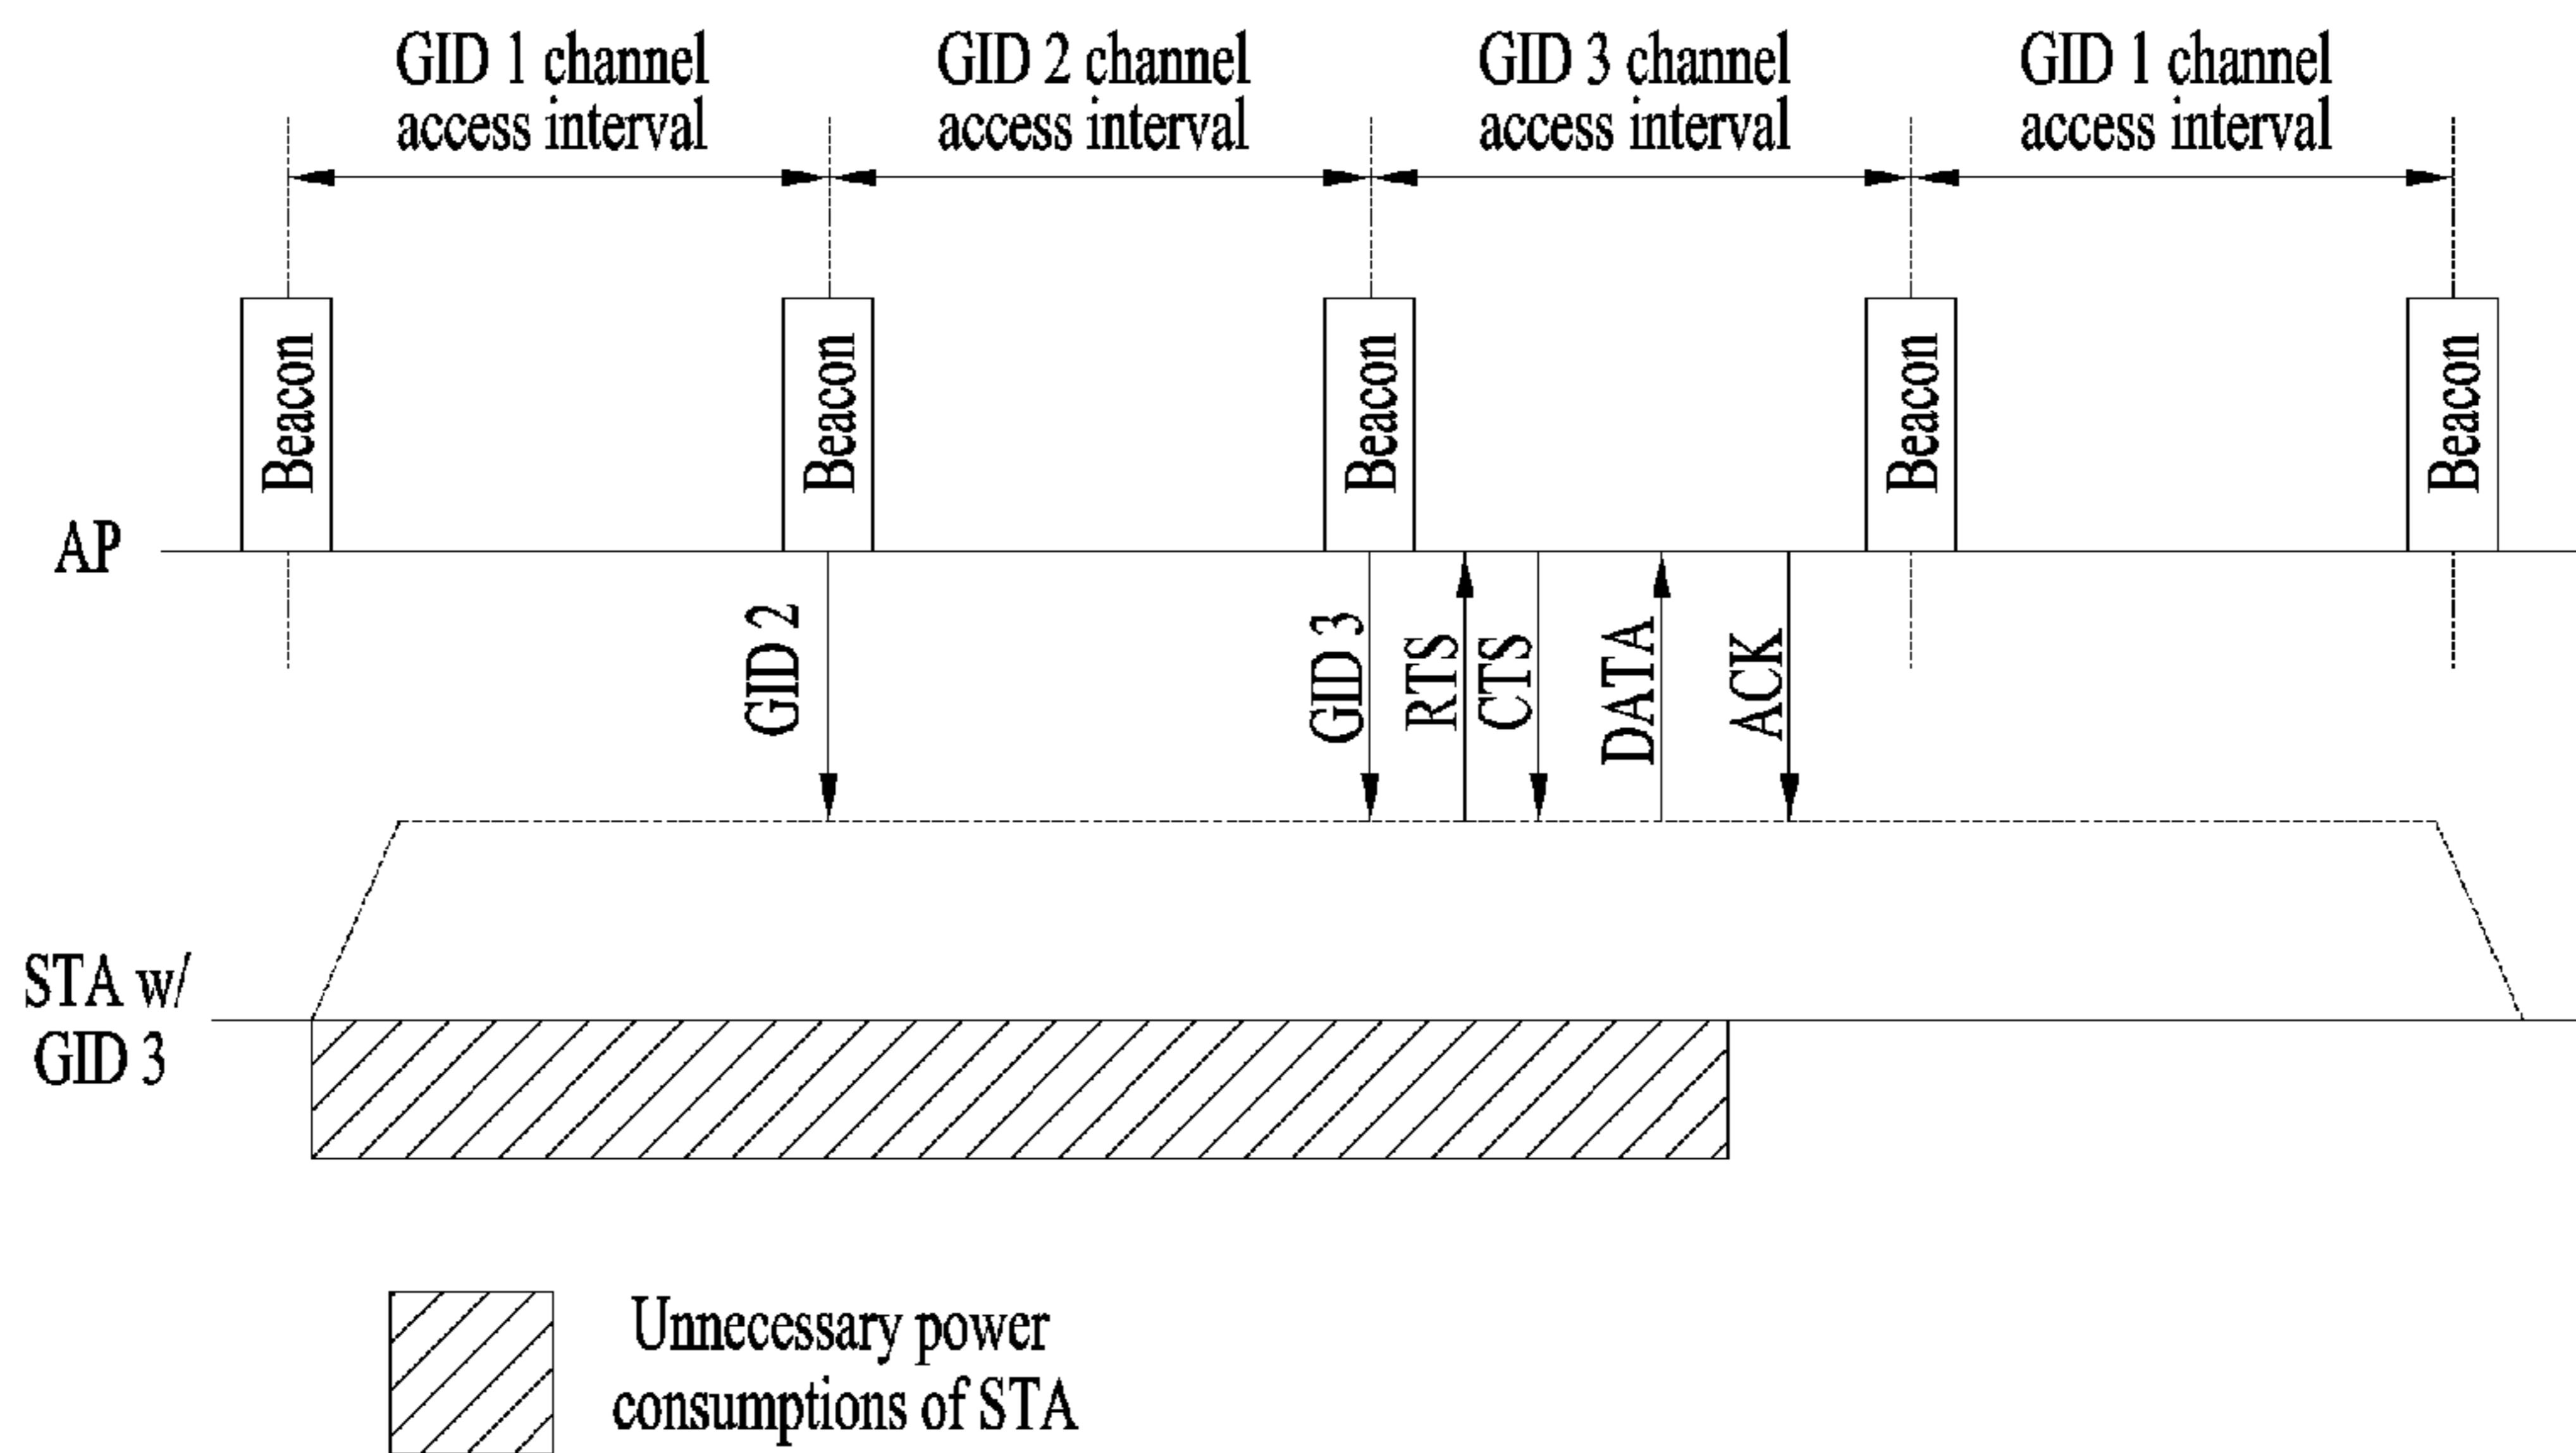 GID 1 channel
access interval
GID 2 channel
access interval
GID 3 channel
access interval
GID 1 channel
access interval
Beacon
Beacon
Beacon
Beacon
Beacon
AP
GID 2
GID 3
RTS
CTS
DATA
ACK
STA w/
GID 3
Unnecessary power
consumptions of STA